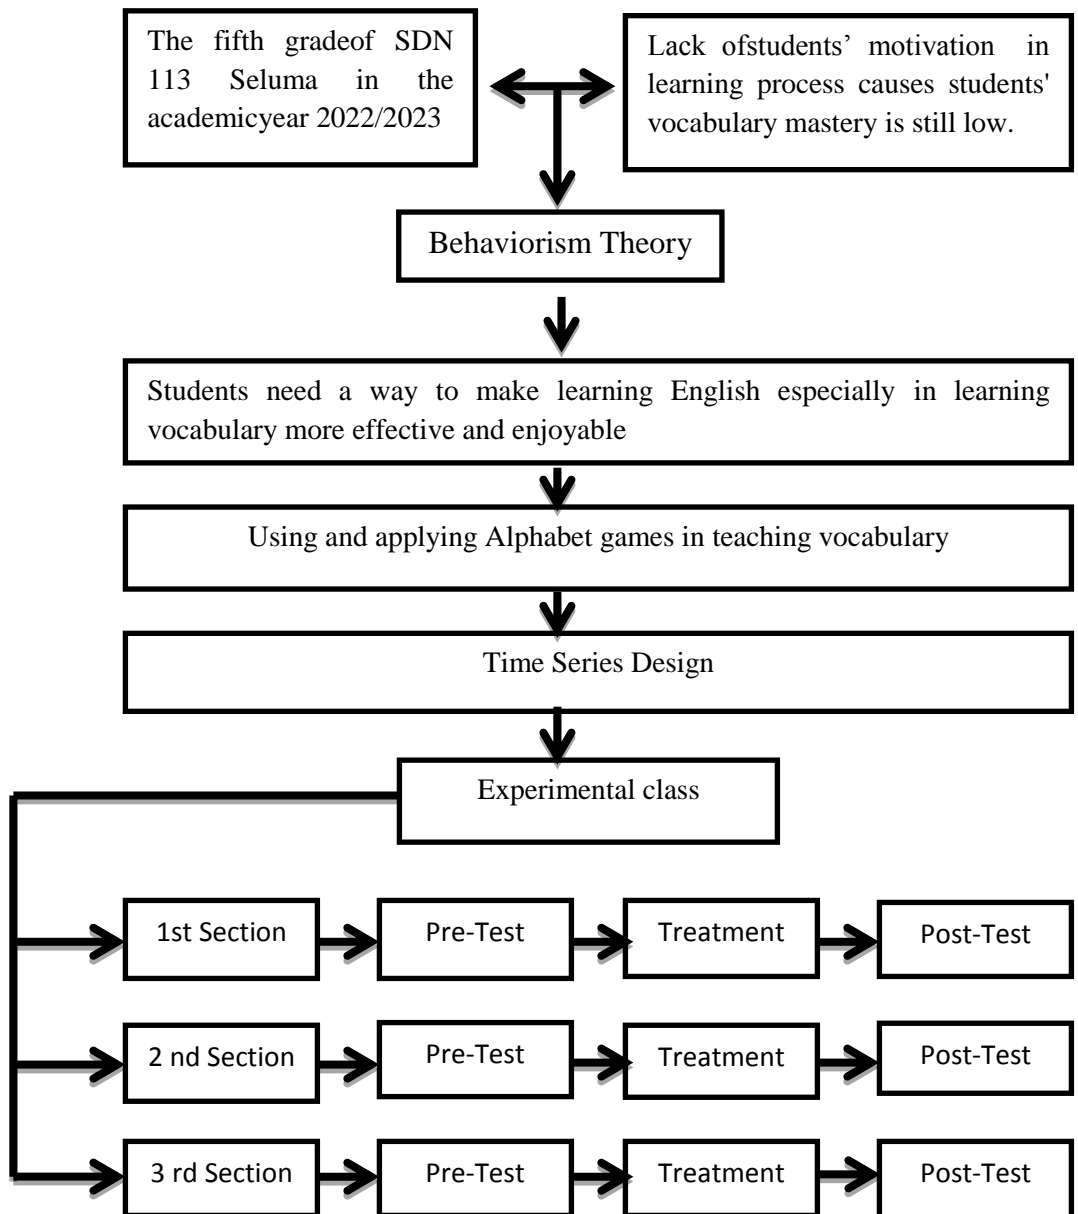 The fifth gradeof SDN
113 Seluma in the
academicyear 2022/2023
Lack ofstudents’ motivation in
learning process causes students'
vocabulary mastery is still low.
Behaviorism Theory
Students need a way to make learning English especially in learning
vocabulary more effective and enjoyable
Using and applying Alphabet games in teaching vocabulary
Time Series Design
Experimental class
1st Section
Pre-Test
Treatment
Post-Test
2 nd Section
Pre-Test
Treatment
Post-Test
3 rd Section
Pre-Test
Treatment
Post-Test